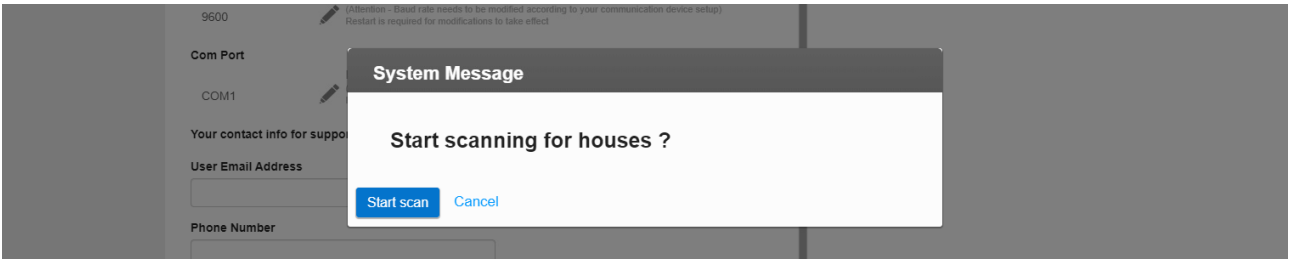 9600
(Attention - Baud rate needs to be modified according to your communication device setup)
Restart is required for modifications to take effect
Com Port
System Message
COM1
Start scanning for houses ?
Your contact info for suppo
User Email Address
Start scan Cancel
Phone Number